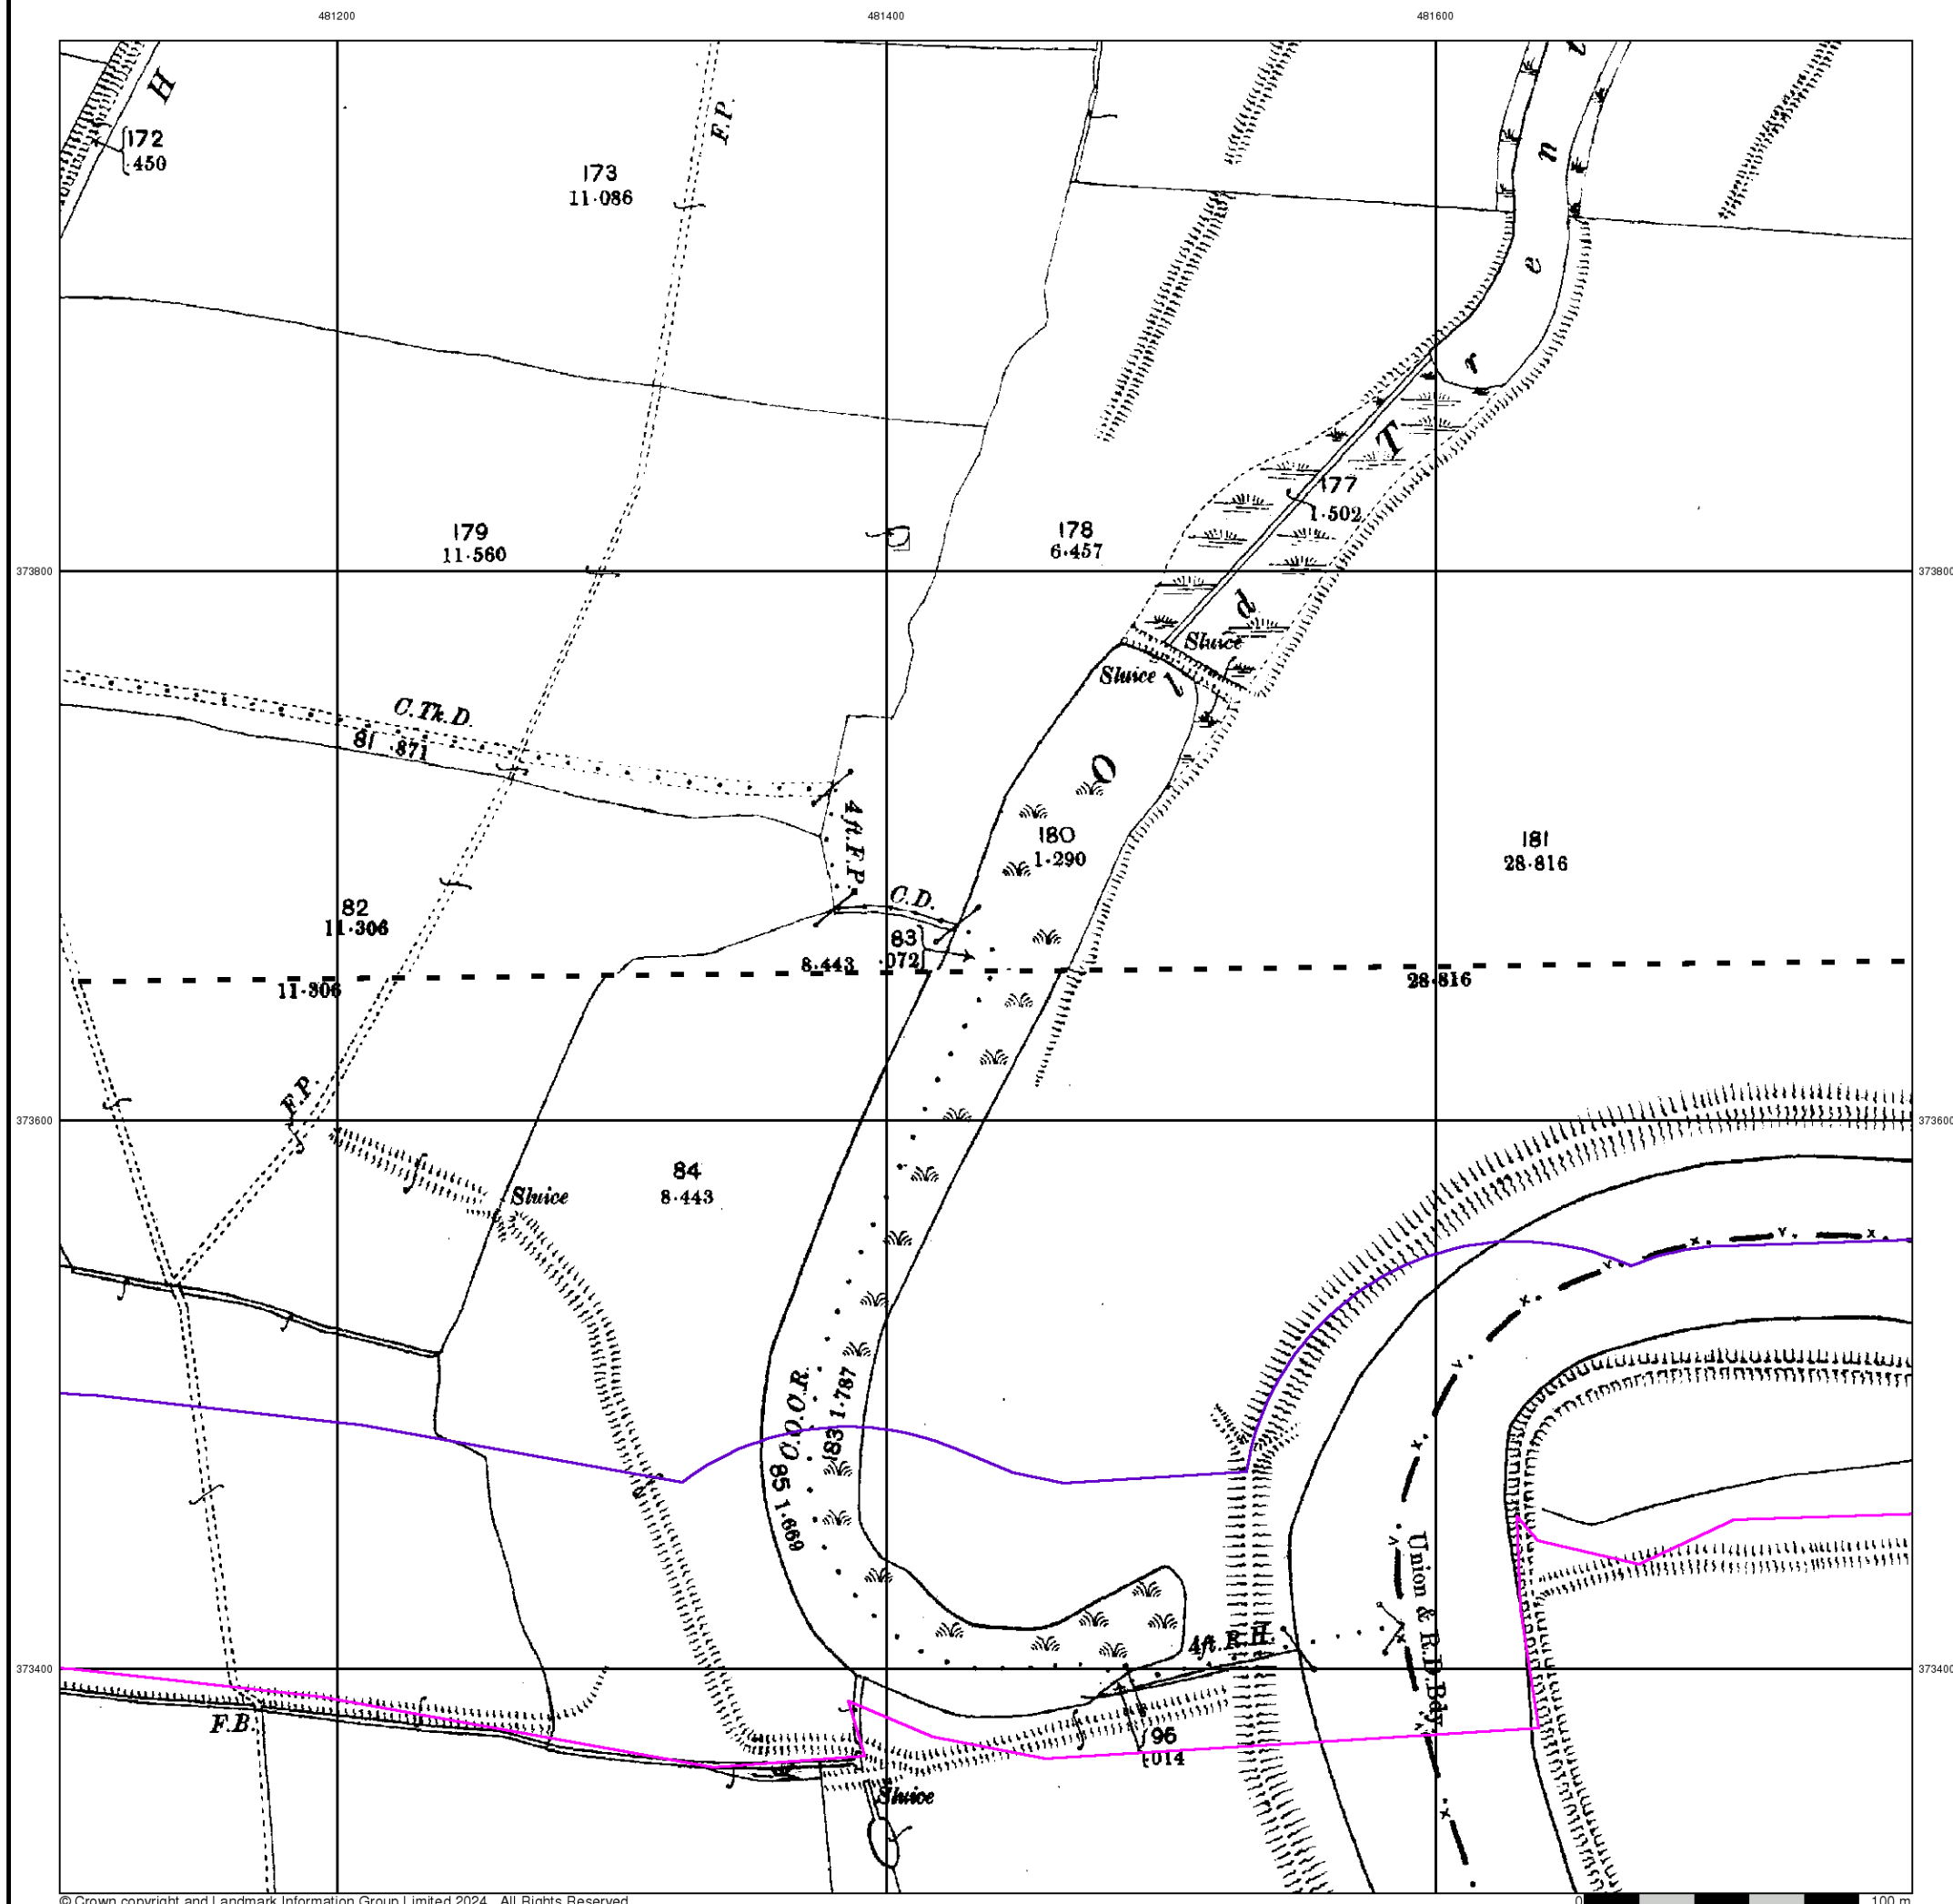 481200
481400
481600
H
172
.450
173
11·086
F.P.
t
n
e
r
T
177
1·502
179
11·560
178
6·457
373800
373800
d
Sluice
Sluice
l
O
C.Tk.D.
81 ·871
4ft.F.P.
180
1·290
181
28·816
82
11·306
C.D.
83
·072
8·443
11·306
28·816
F.P.
373600
373600
Sluice
84
8·443
C.O.C.R.
183 1·787
85 1·669
Union & R.D.Bdy
4ft.R.H.
373400
373400
F.B.
96
·014
Sluice
© Crown copyright and Landmark Information Group Limited 2024. All Rights Reserved.
0 100 m